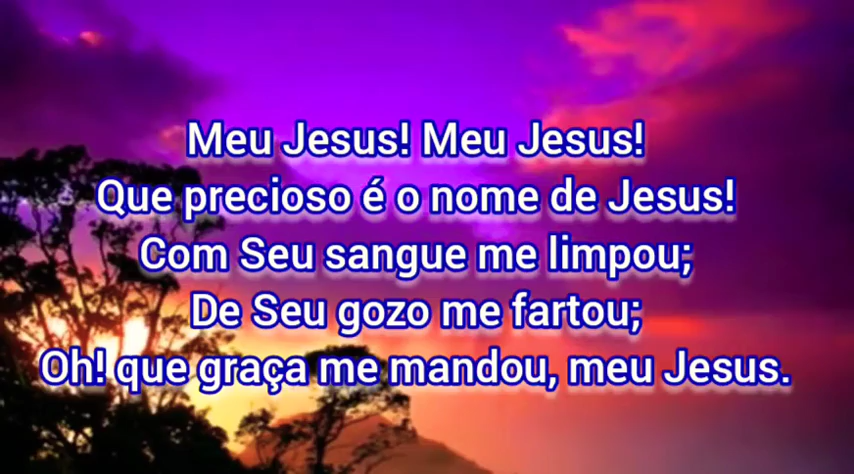 Meu Jesus! Meu Jesus!
Que precioso é o nome de Jesus!
Com Seu sangue me limpou;
De Seu gozo me fartou;
Oh! que graça me mandou, meu Jesus.